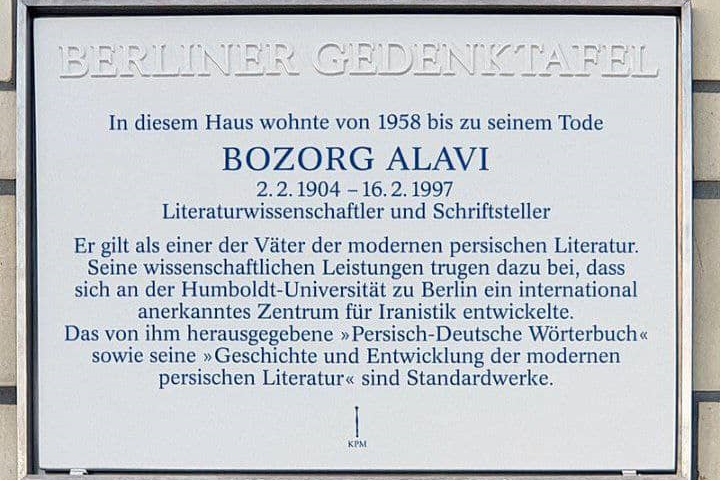 BERLINER GEDENKTAFEL
In diesem Haus wohnte von 1958 bis zu seinem Tode
BOZORG ALAVI
2. 2. 1904 – 16. 2. 1997
Literaturwissenschaftler und Schriftsteller
Er gilt als einer der Väter der modernen persischen Literatur.
Seine wissenschaftlichen Leistungen trugen dazu bei, dass
sich an der Humboldt-Universität zu Berlin ein international
anerkanntes Zentrum für Iranistik entwickelte.
Das von ihm herausgegebene »Persisch-Deutsche Wörterbuch«
sowie seine »Geschichte und Entwicklung der modernen
persischen Literatur« sind Standardwerke.
KPM